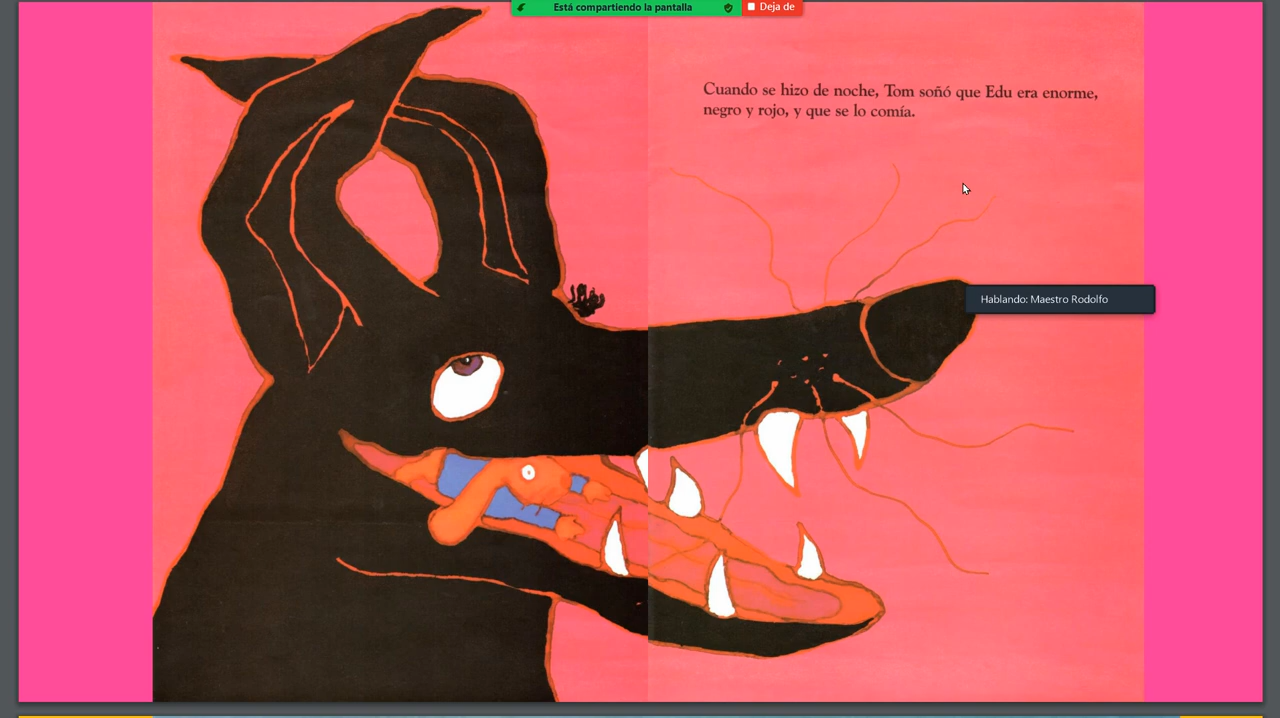 Está compartiendo la pantalla
Deja de
Cuando se hizo de noche, Tom soñó que Edu era enorme,
negro y rojo, y que se lo comía.
Hablando: Maestro Rodolfo